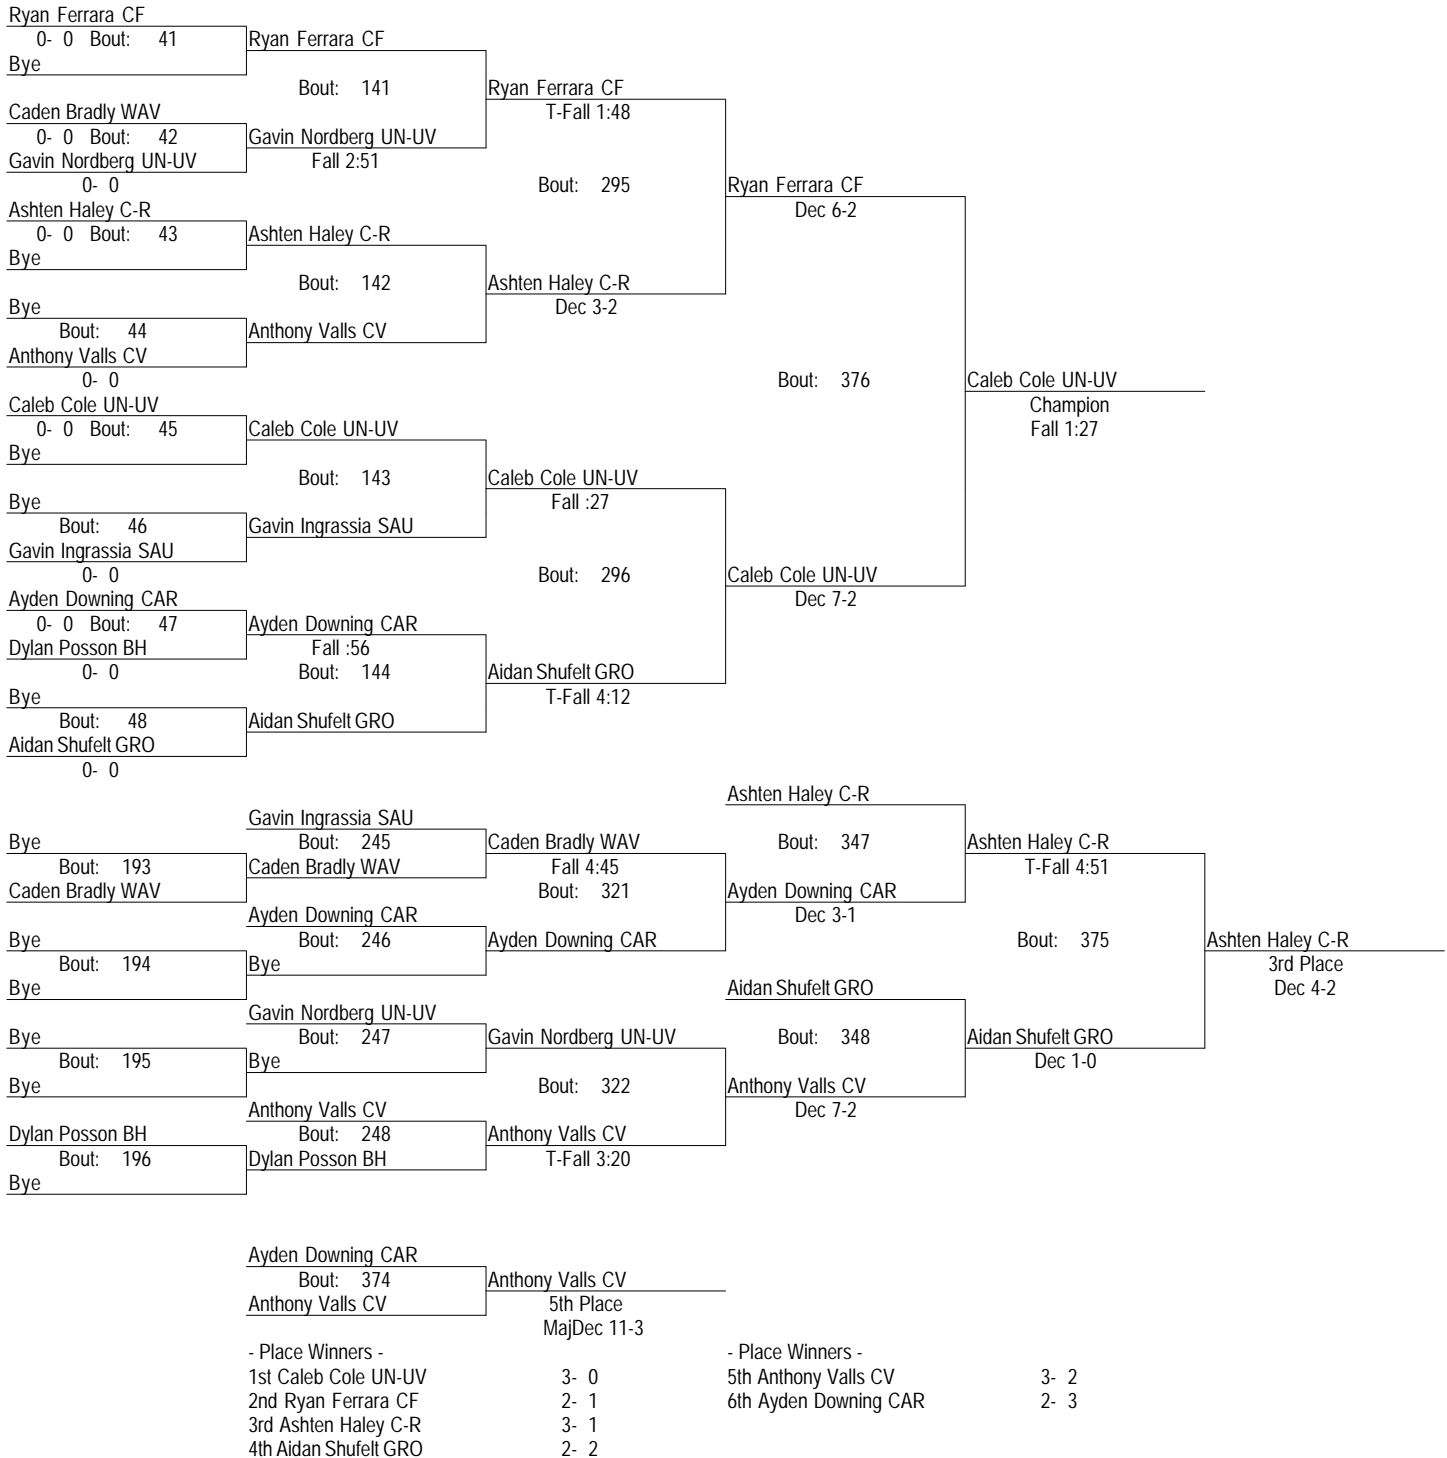 Ryan Ferrara CF
0- 0 Bout: 41 Ryan Ferrara CF
Bye
Bout: 141 Ryan Ferrara CF
Caden Bradly WAV T-Fall 1:48
0- 0 Bout: 42 Gavin Nordberg UN-UV
Gavin Nordberg UN-UV Fall 2:51
0- 0 Bout: 295 Ryan Ferrara CF
Ashten Haley C-R Dec 6-2
0- 0 Bout: 43 Ashten Haley C-R
Bye
Bout: 142 Ashten Haley C-R
Bye Dec 3-2
Bout: 44 Anthony Valls CV
Anthony Valls CV
0- 0 Bout: 376 Caleb Cole UN-UV
Caleb Cole UN-UV Champion
0- 0 Bout: 45 Caleb Cole UN-UV Fall 1:27
Bye
Bout: 143 Caleb Cole UN-UV
Bye Fall :27
Bout: 46 Gavin Ingrassia SAU
Gavin Ingrassia SAU
0- 0 Bout: 296 Caleb Cole UN-UV
Ayden Downing CAR Dec 7-2
0- 0 Bout: 47 Ayden Downing CAR
Dylan Posson BH Fall :56
0- 0 Bout: 144 Aidan Shufelt GRO
Bye T-Fall 4:12
Bout: 48 Aidan Shufelt GRO
Aidan Shufelt GRO
0- 0
Ashten Haley C-R
Gavin Ingrassia SAU
Bye Bout: 245 Caden Bradly WAV Bout: 347 Ashten Haley C-R
Bout: 193 Caden Bradly WAV Fall 4:45 T-Fall 4:51
Caden Bradly WAV Bout: 321 Ayden Downing CAR
Ayden Downing CAR Dec 3-1
Bye Bout: 246 Ayden Downing CAR Bout: 375 Ashten Haley C-R
Bout: 194 Bye 3rd Place
Bye Aidan Shufelt GRO Dec 4-2
Gavin Nordberg UN-UV
Bye Bout: 247 Gavin Nordberg UN-UV Bout: 348 Aidan Shufelt GRO
Bout: 195 Bye Dec 1-0
Bye Bout: 322 Anthony Valls CV
Anthony Valls CV Dec 7-2
Dylan Posson BH Bout: 248 Anthony Valls CV
Bout: 196 Dylan Posson BH T-Fall 3:20
Bye
Ayden Downing CAR
Bout: 374 Anthony Valls CV
Anthony Valls CV 5th Place
MajDec 11-3
- Place Winners - - Place Winners -
1st Caleb Cole UN-UV 3- 0 5th Anthony Valls CV 3- 2
2nd Ryan Ferrara CF 2- 1 6th Ayden Downing CAR 2- 3
3rd Ashten Haley C-R 3- 1
4th Aidan Shufelt GRO 2- 2